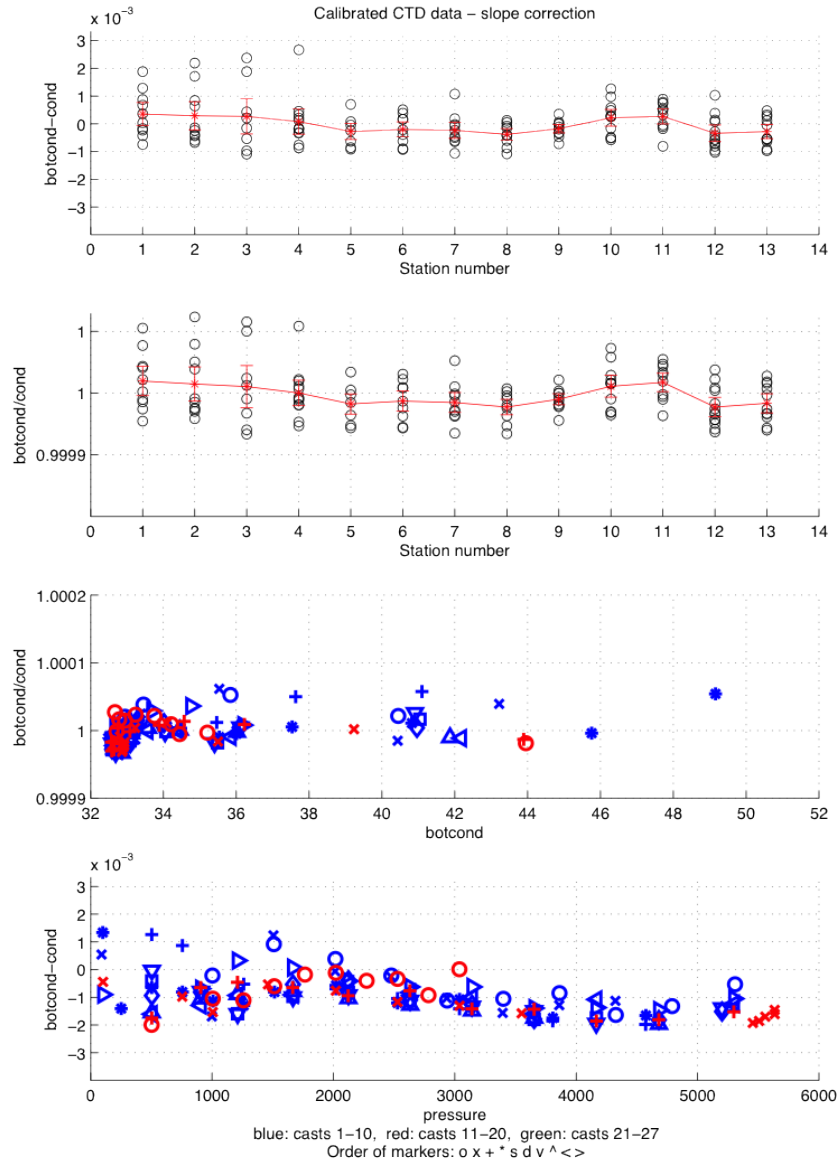 Calibrated CTD data – slope correction
x 10⁻³
3
2
1
0
−1
−2
−3
botcond−cond
0 1 2 3 4 5 6 7 8 9 10 11 12 13 14
Station number
1
1
0.9999
botcond/cond
0 1 2 3 4 5 6 7 8 9 10 11 12 13 14
Station number
1.0002
1.0001
1
0.9999
botcond/cond
32 34 36 38 40 42 44 46 48 50 52
botcond
x 10⁻³
3
2
1
0
−1
−2
−3
botcond−cond
0 1000 2000 3000 4000 5000 6000
pressure
blue: casts 1−10, red: casts 11−20, green: casts 21−27
Order of markers: o x + * s d v ^ < >